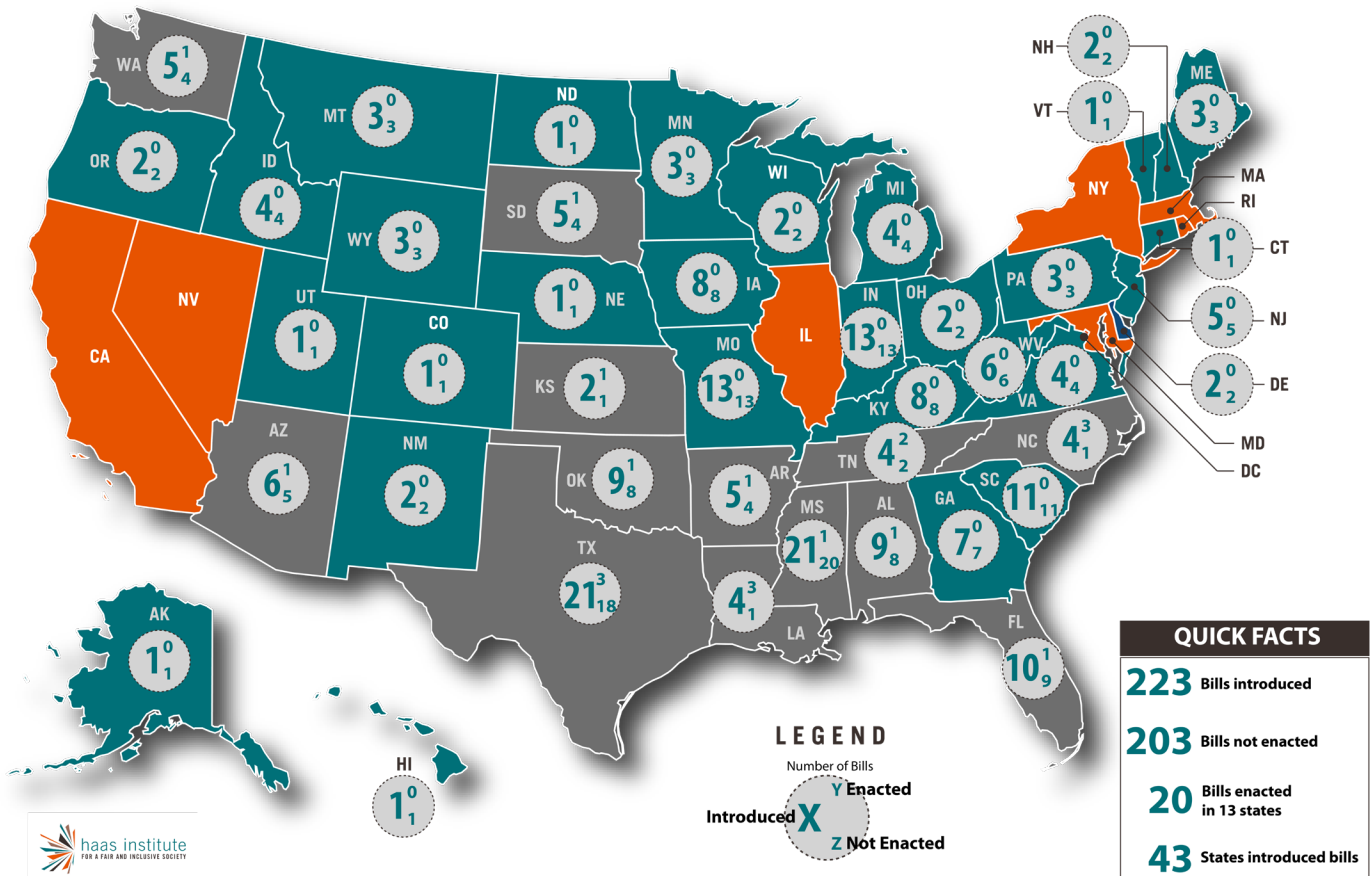 WA 5 1 4
OR 2 0 2
CA
NV
ID 4 0 4
MT 3 0 3
WY 3 0 3
UT 1 0 1
CO 1 0 1
AZ 6 1 5
NM 2 0 2
ND 1 0 1
SD 5 1 4
NE 1 0 1
KS 2 1 1
OK 9 1 8
TX 21 3 18
MN 3 0 3
IA 8 0 8
MO 13 0 13
AR 5 1 4
LA 4 3 1
WI 2 0 2
IL
MI 4 0 4
IN 13 0 13
OH 2 0 2
KY 8 0 8
TN 4 2 2
MS 21 1 20
AL 9 1 8
GA 7 0 7
FL 10 1 9
SC 11 0 11
NC 4 3 1
VA 4 0 4
WV 6 0 6
PA 3 0 3
NY
NH 2 0 2
VT 1 0 1
ME 3 0 3
MA
RI
CT 1 0 1
NJ 5 0 5
DE 2 0 2
MD
DC
AK 1 0 1
HI 1 0 1
haas institute
FOR A FAIR AND INCLUSIVE SOCIETY
LEGEND
Number of Bills
Y Enacted
Introduced X
Z Not Enacted
QUICK FACTS
223 Bills introduced
203 Bills not enacted
20 Bills enacted
in 13 states
43 States introduced bills